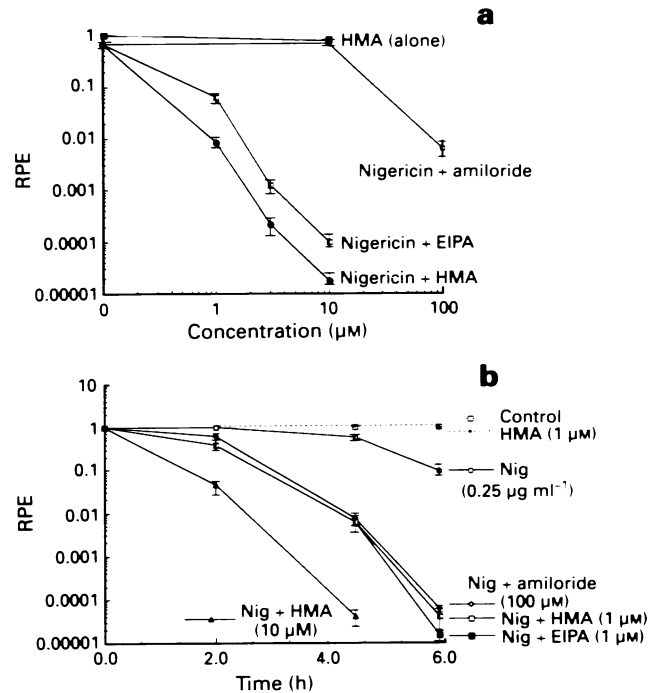 a
1
0.1
0.01
0.001
0.0001
0.00001
RPE
HMA (alone)
Nigericin + amiloride
Nigericin + EIPA
Nigericin + HMA
0
1
10
100
Concentration (µM)
b
10
1
0.1
0.01
0.001
0.0001
0.00001
RPE
Control
HMA (1 µM)
Nig
(0.25 µg ml⁻¹)
Nig + amiloride
(100 µM)
Nig + HMA (1 µM)
Nig + EIPA (1 µM)
Nig + HMA
(10 µM)
0.0
2.0
4.0
6.0
Time (h)